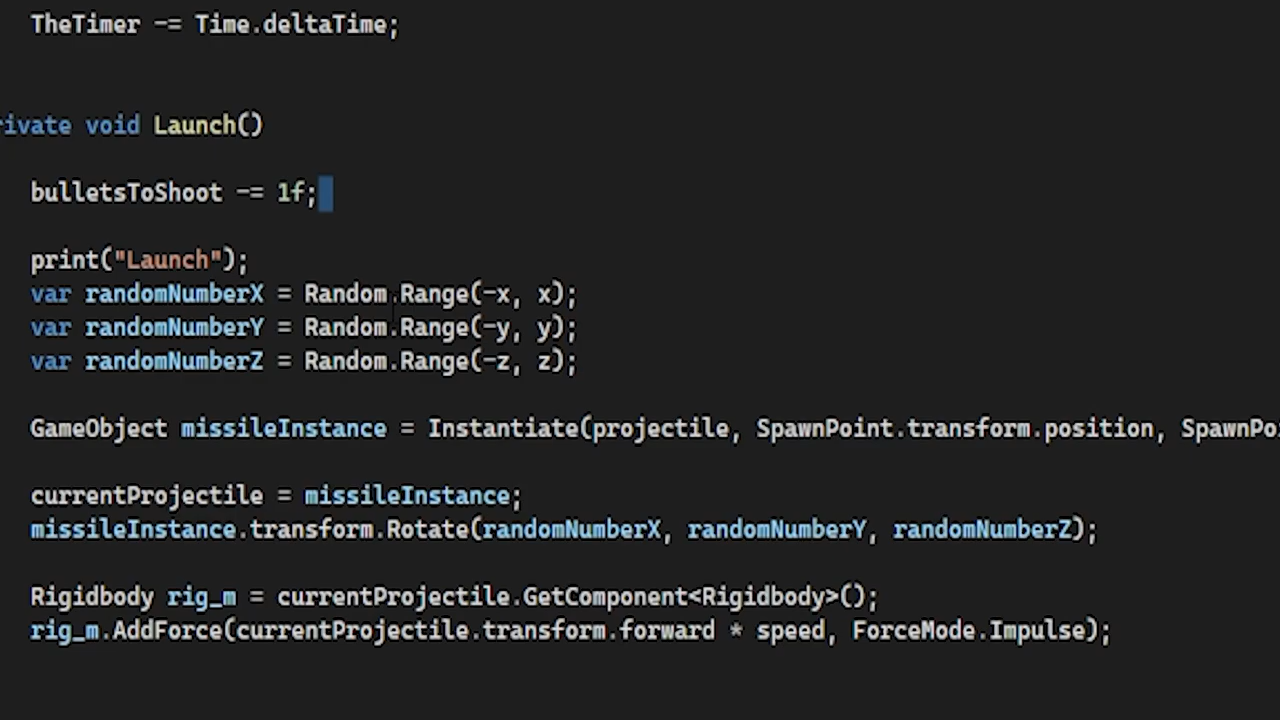 TheTimer -= Time.deltaTime;
rivate void Launch()
bulletsToShoot -= 1f;
print("Launch");
var randomNumberX = Random.Range(-x, x);
var randomNumberY = Random.Range(-y, y);
var randomNumberZ = Random.Range(-z, z);
GameObject missileInstance = Instantiate(projectile, SpawnPoint.transform.position, SpawnPoi
currentProjectile = missileInstance;
missileInstance.transform.Rotate(randomNumberX, randomNumberY, randomNumberZ);
Rigidbody rig_m = currentProjectile.GetComponent<Rigidbody>();
rig_m.AddForce(currentProjectile.transform.forward * speed, ForceMode.Impulse);